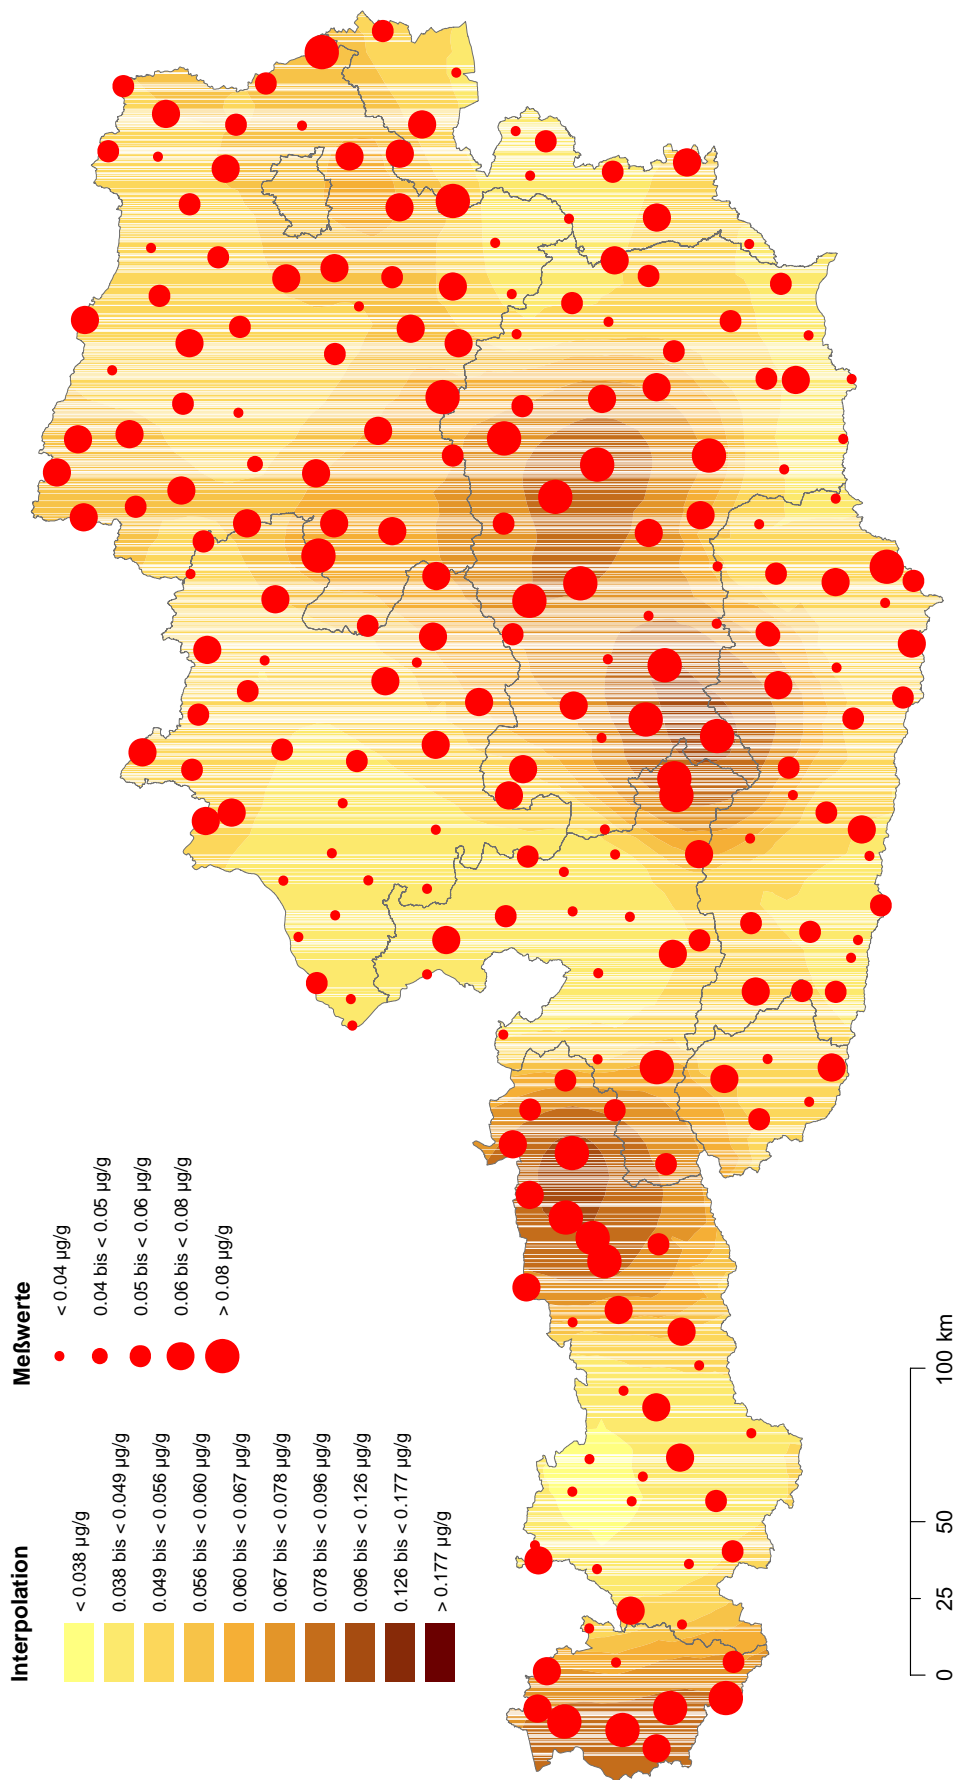 Interpolation
< 0.038 µg/g
0.038 bis < 0.049 µg/g
0.049 bis < 0.056 µg/g
0.056 bis < 0.060 µg/g
0.060 bis < 0.067 µg/g
0.067 bis < 0.078 µg/g
0.078 bis < 0.096 µg/g
0.096 bis < 0.126 µg/g
0.126 bis < 0.177 µg/g
> 0.177 µg/g
Meßwerte
< 0.04 µg/g
0.04 bis < 0.05 µg/g
0.05 bis < 0.06 µg/g
0.06 bis < 0.08 µg/g
> 0.08 µg/g
0 25 50 100 km